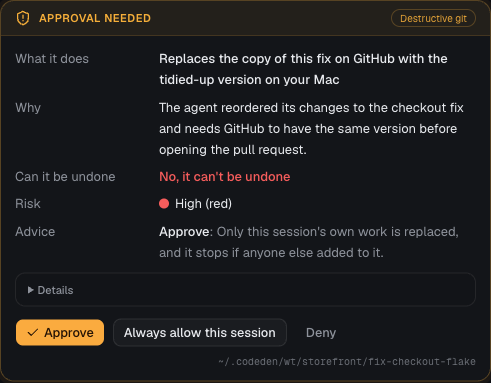 APPROVAL NEEDED
Destructive git
What it does
Replaces the copy of this fix on GitHub with the
tidied-up version on your Mac
Why
The agent reordered its changes to the checkout fix
and needs GitHub to have the same version before
opening the pull request.
Can it be undone
No, it can't be undone
Risk
High (red)
Advice
Approve: Only this session's own work is replaced,
and it stops if anyone else added to it.
Details
Approve
Always allow this session
Deny
~/.codeden/wt/storefront/fix-checkout-flake